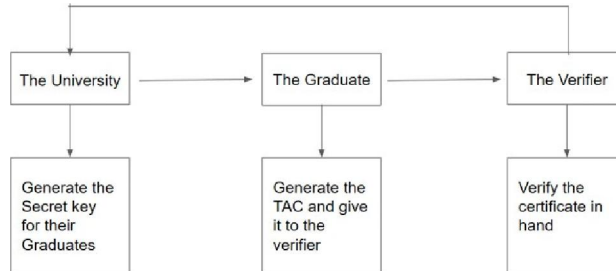 The University
The Graduate
The Verifier
Generate the
Secret key
for their
Graduates
Generate the
TAC and give
it to the
verifier
Verify the
certificate in
hand